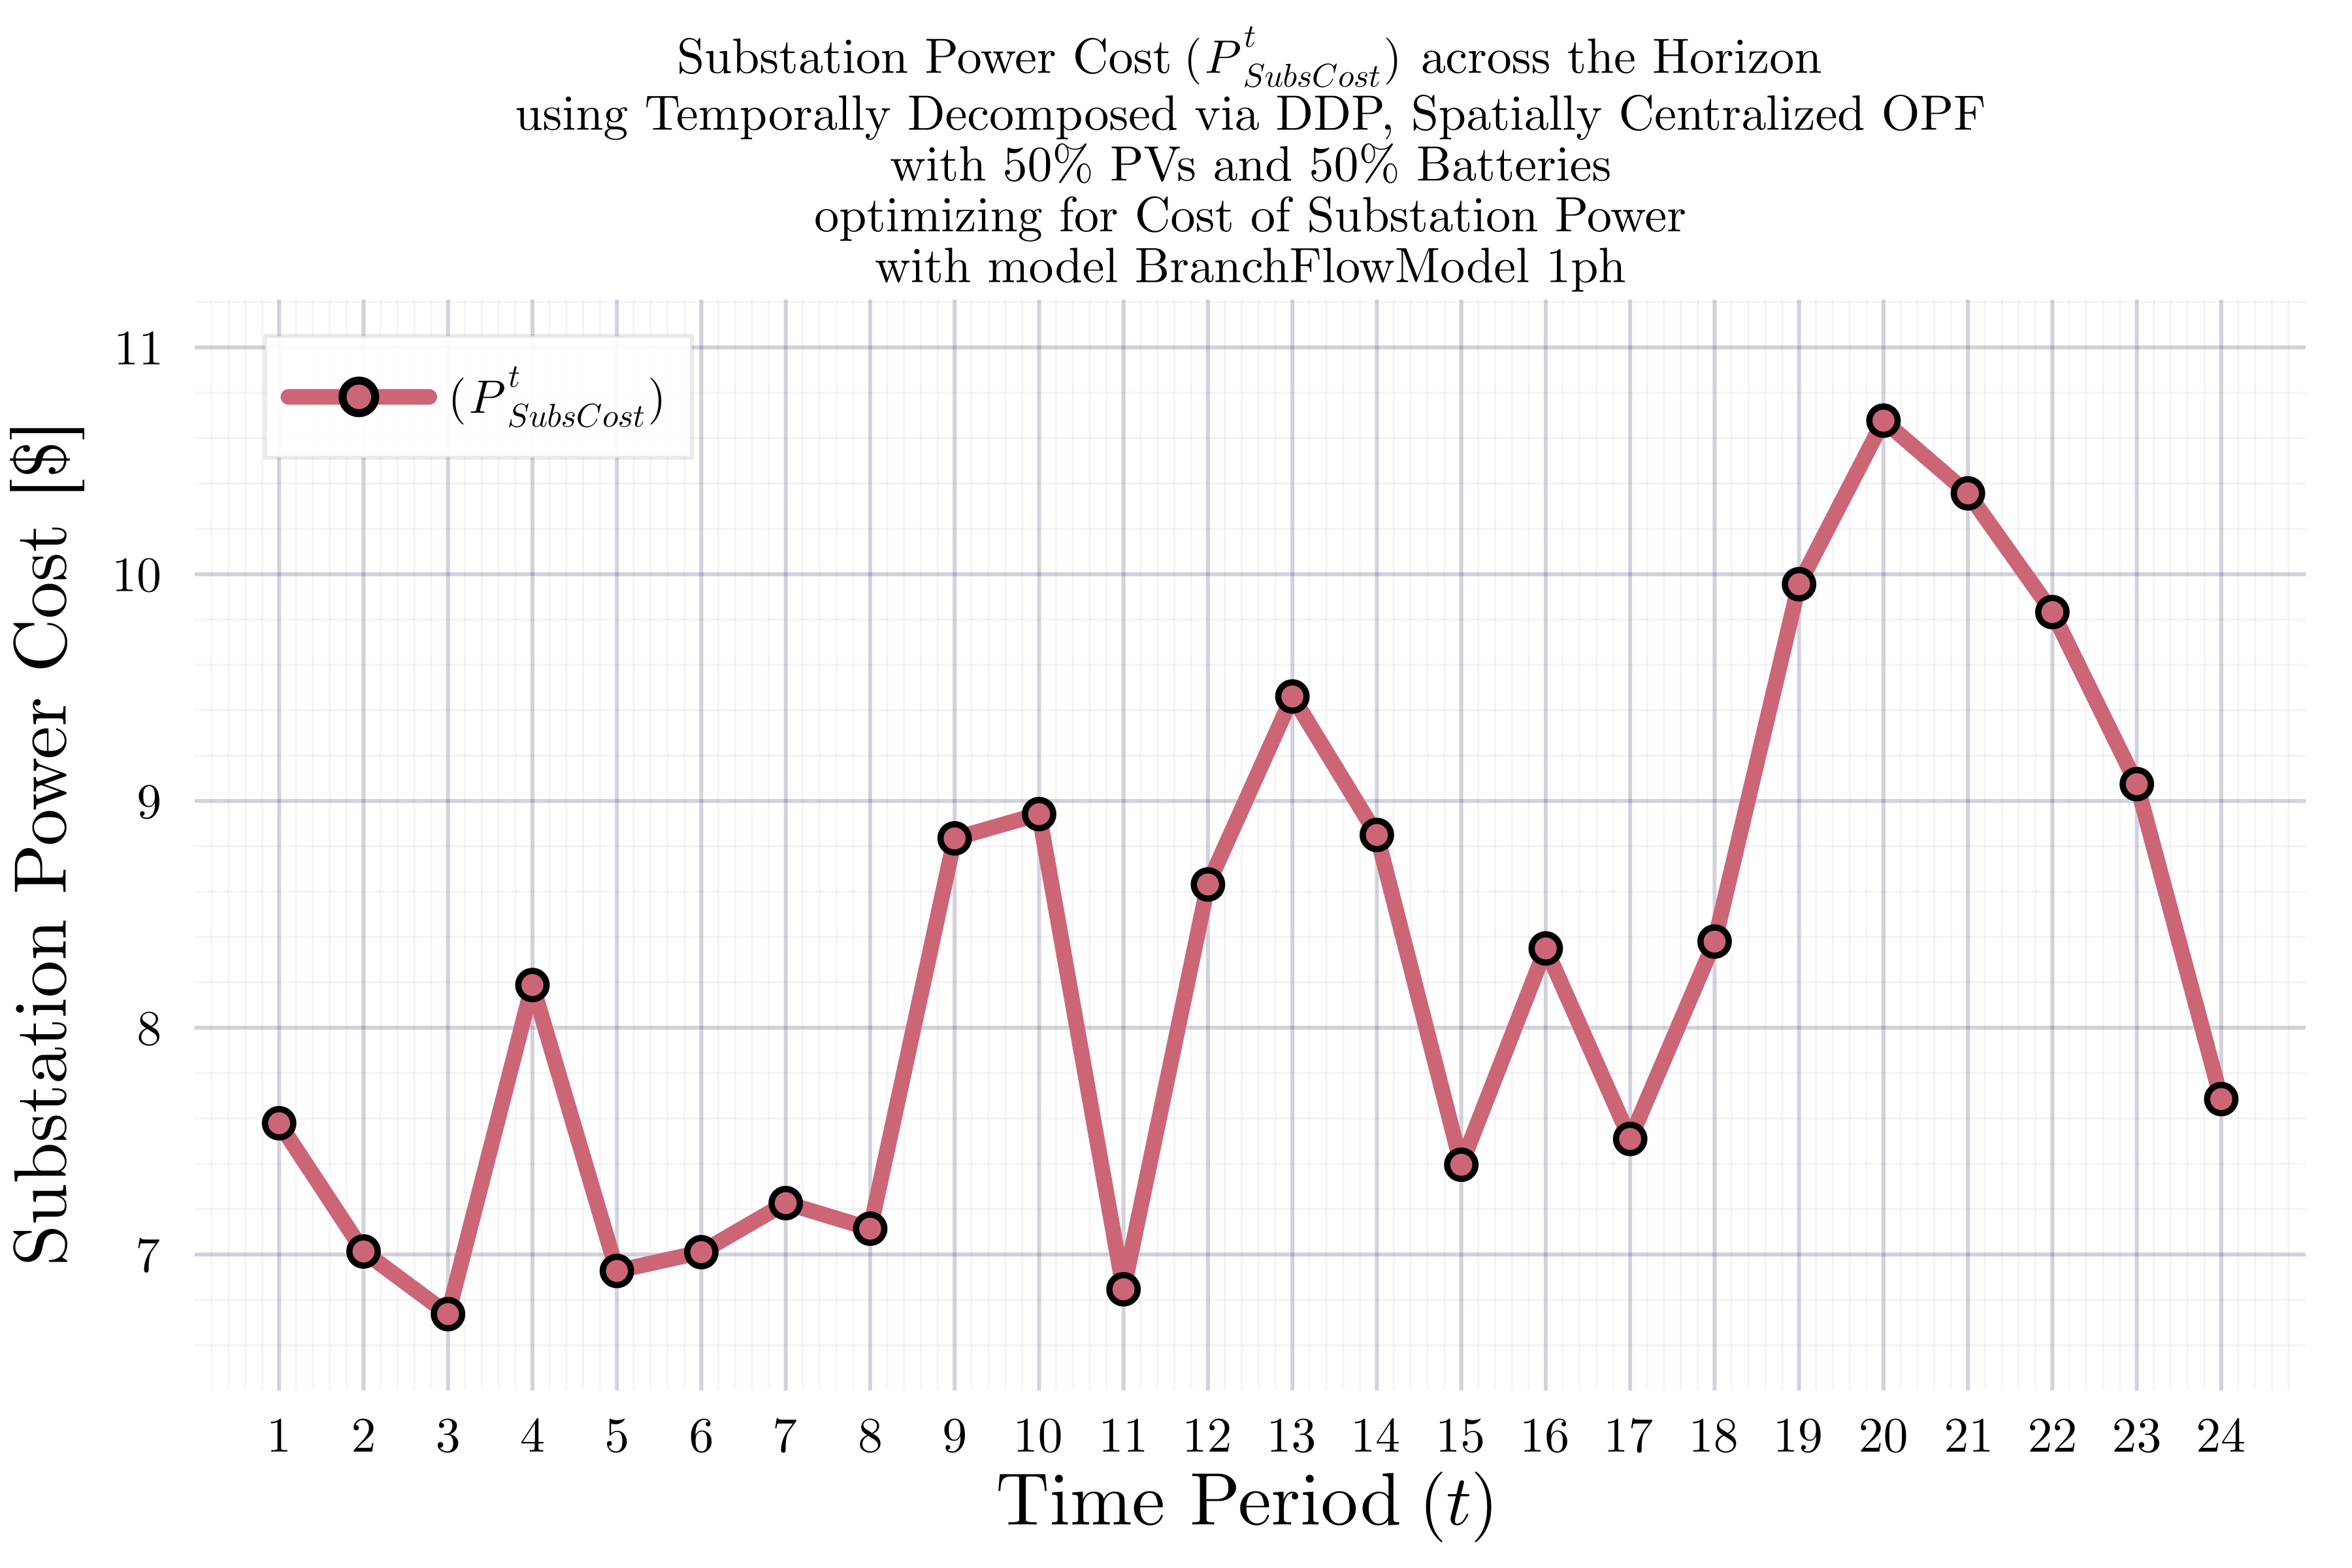 Substation Power Cost (P^t_SubsCost) across the Horizon
using Temporally Decomposed via DDP, Spatially Centralized OPF
with 50% PVs and 50% Batteries
optimizing for Cost of Substation Power
with model BranchFlowModel 1ph
(P^t_SubsCost)
Substation Power Cost [$]
11
10
9
8
7
1 2 3 4 5 6 7 8 9 10 11 12 13 14 15 16 17 18 19 20 21 22 23 24
Time Period (t)